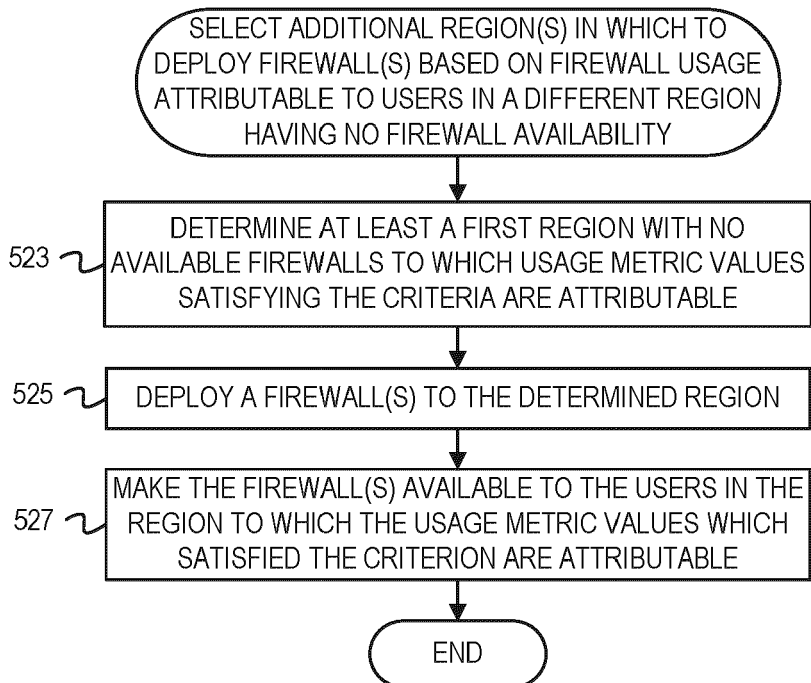 SELECT ADDITIONAL REGION(S) IN WHICH TO
DEPLOY FIREWALL(S) BASED ON FIREWALL USAGE
ATTRIBUTABLE TO USERS IN A DIFFERENT REGION
HAVING NO FIREWALL AVAILABILITY
523
DETERMINE AT LEAST A FIRST REGION WITH NO
AVAILABLE FIREWALLS TO WHICH USAGE METRIC VALUES
SATISFYING THE CRITERIA ARE ATTRIBUTABLE
525
DEPLOY A FIREWALL(S) TO THE DETERMINED REGION
527
MAKE THE FIREWALL(S) AVAILABLE TO THE USERS IN THE
REGION TO WHICH THE USAGE METRIC VALUES WHICH
SATISFIED THE CRITERION ARE ATTRIBUTABLE
END